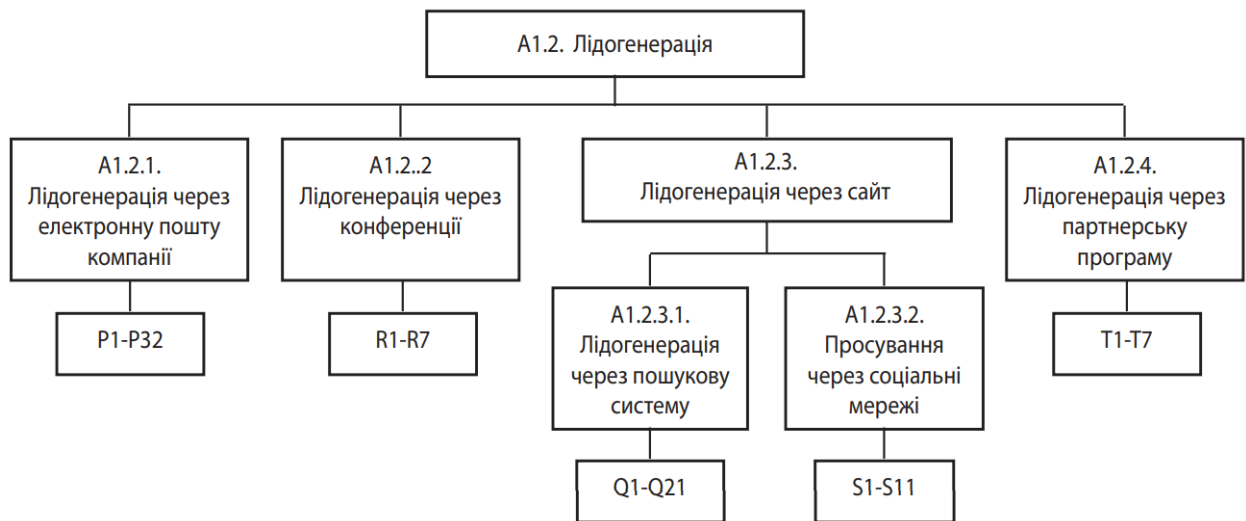 А1.2. Лідогенерація
А1.2.1.
Лідогенерація через
електронну пошту
компанії
А1.2..2
Лідогенерація через
конференції
А1.2.3.
Лідогенерація через сайт
А1.2.4.
Лідогенерація через
партнерську
програму
P1-P32
R1-R7
А1.2.3.1.
Лідогенерація
через пошукову
систему
А1.2.3.2.
Просування
через соціальні
мережі
T1-T7
Q1-Q21
S1-S11